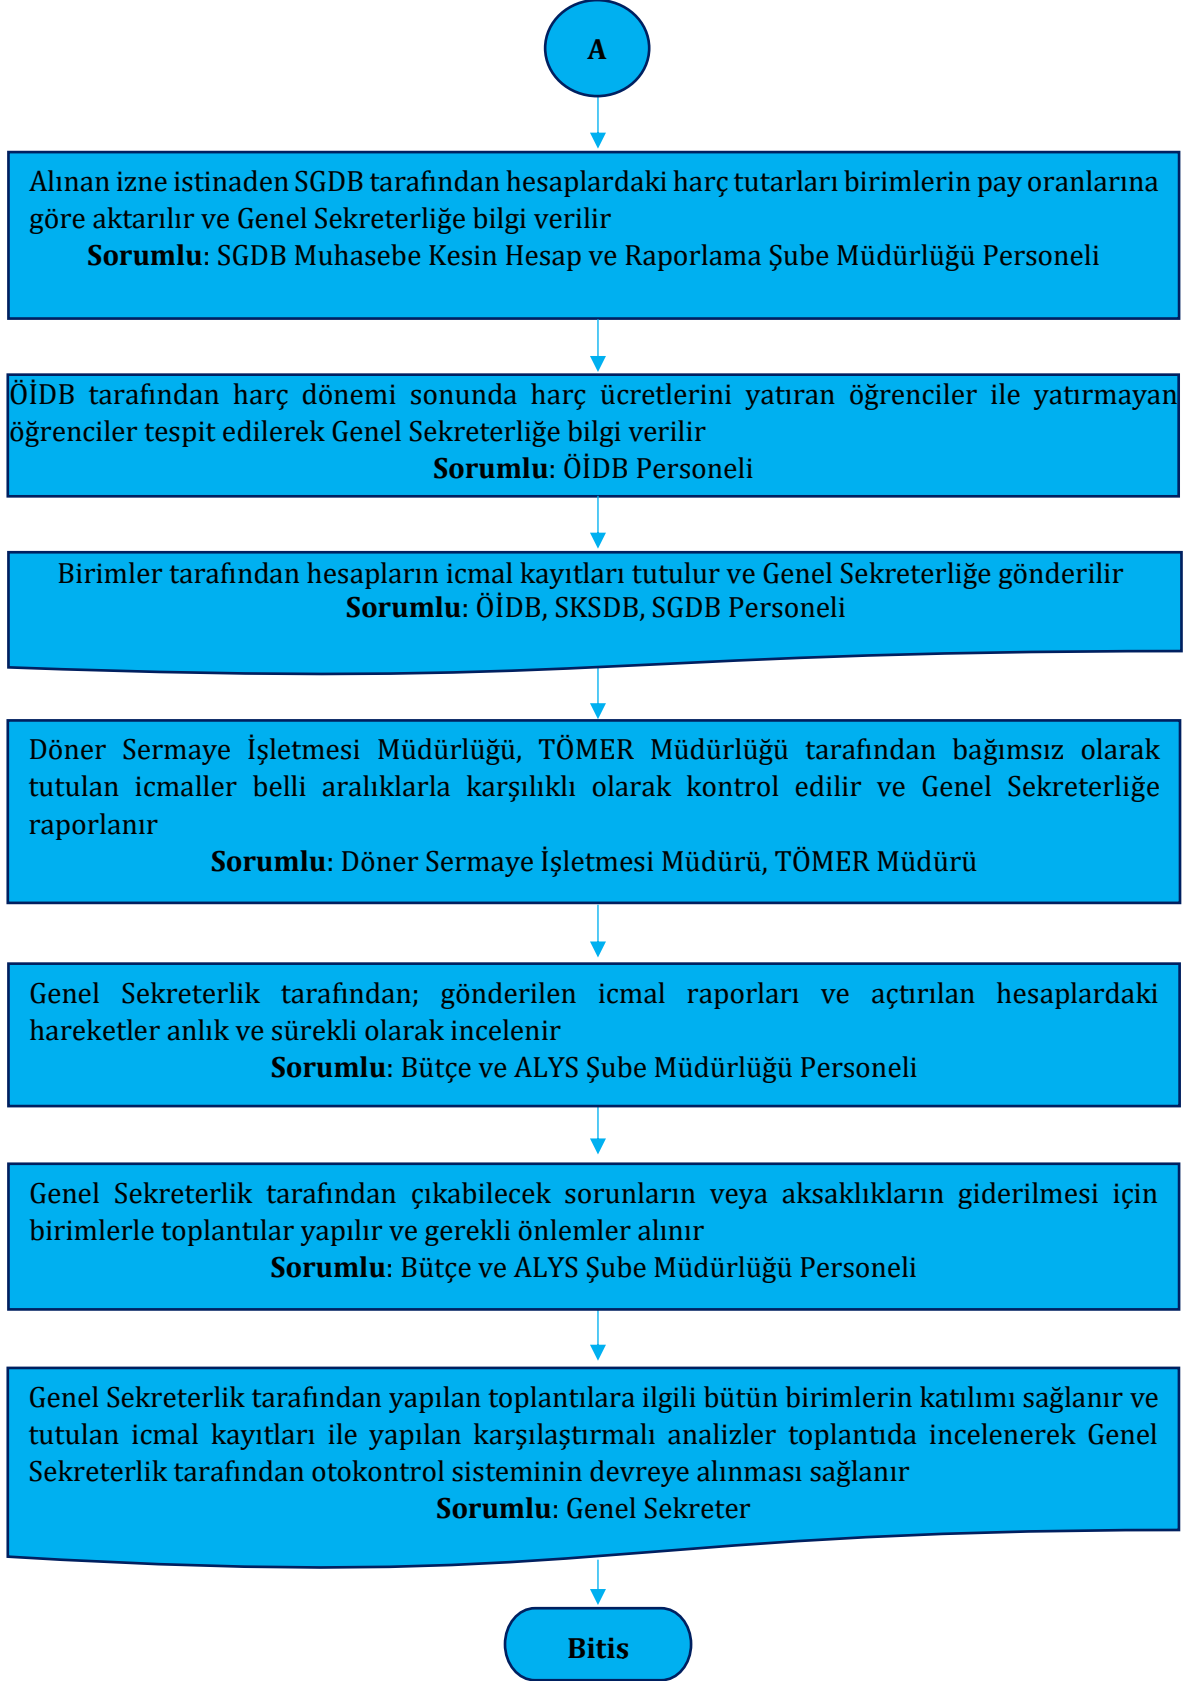 A
Alınan izne istinaden SGDB tarafından hesaplardaki harç tutarları birimlerin pay oranlarına
göre aktarılır ve Genel Sekreterliğe bilgi verilir
Sorumlu: SGDB Muhasebe Kesin Hesap ve Raporlama Şube Müdürlüğü Personeli
ÖİDB tarafından harç dönemi sonunda harç ücretlerini yatıran öğrenciler ile yatırmayan
öğrenciler tespit edilerek Genel Sekreterliğe bilgi verilir
Sorumlu: ÖİDB Personeli
Birimler tarafından hesapların icmal kayıtları tutulur ve Genel Sekreterliğe gönderilir
Sorumlu: ÖİDB, SKSDB, SGDB Personeli
Döner Sermaye İşletmesi Müdürlüğü, TÖMER Müdürlüğü tarafından bağımsız olarak
tutulan icmaller belli aralıklarla karşılıklı olarak kontrol edilir ve Genel Sekreterliğe
raporlanır
Sorumlu: Döner Sermaye İşletmesi Müdürü, TÖMER Müdürü
Genel Sekreterlik tarafından; gönderilen icmal raporları ve açtırılan hesaplardaki
hareketler anlık ve sürekli olarak incelenir
Sorumlu: Bütçe ve ALYS Şube Müdürlüğü Personeli
Genel Sekreterlik tarafından çıkabilecek sorunların veya aksaklıkların giderilmesi için
birimlerle toplantılar yapılır ve gerekli önlemler alınır
Sorumlu: Bütçe ve ALYS Şube Müdürlüğü Personeli
Genel Sekreterlik tarafından yapılan toplantılara ilgili bütün birimlerin katılımı sağlanır ve
tutulan icmal kayıtları ile yapılan karşılaştırmalı analizler toplantıda incelenerek Genel
Sekreterlik tarafından otokontrol sisteminin devreye alınması sağlanır
Sorumlu: Genel Sekreter
Bitis